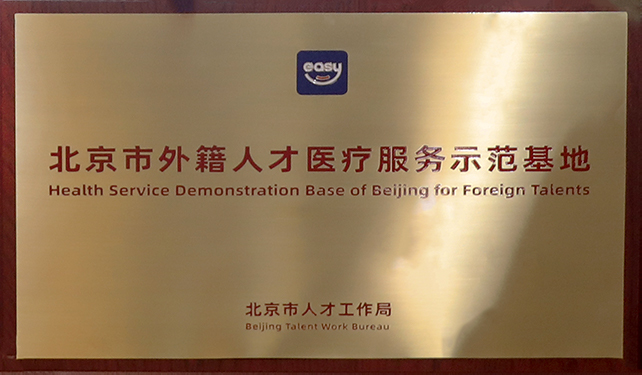 easy
北京市外籍人才医疗服务示范基地
Health Service Demonstration Base of Beijing for Foreign Talents
北京市人才工作局
Beijing Talent Work Bureau